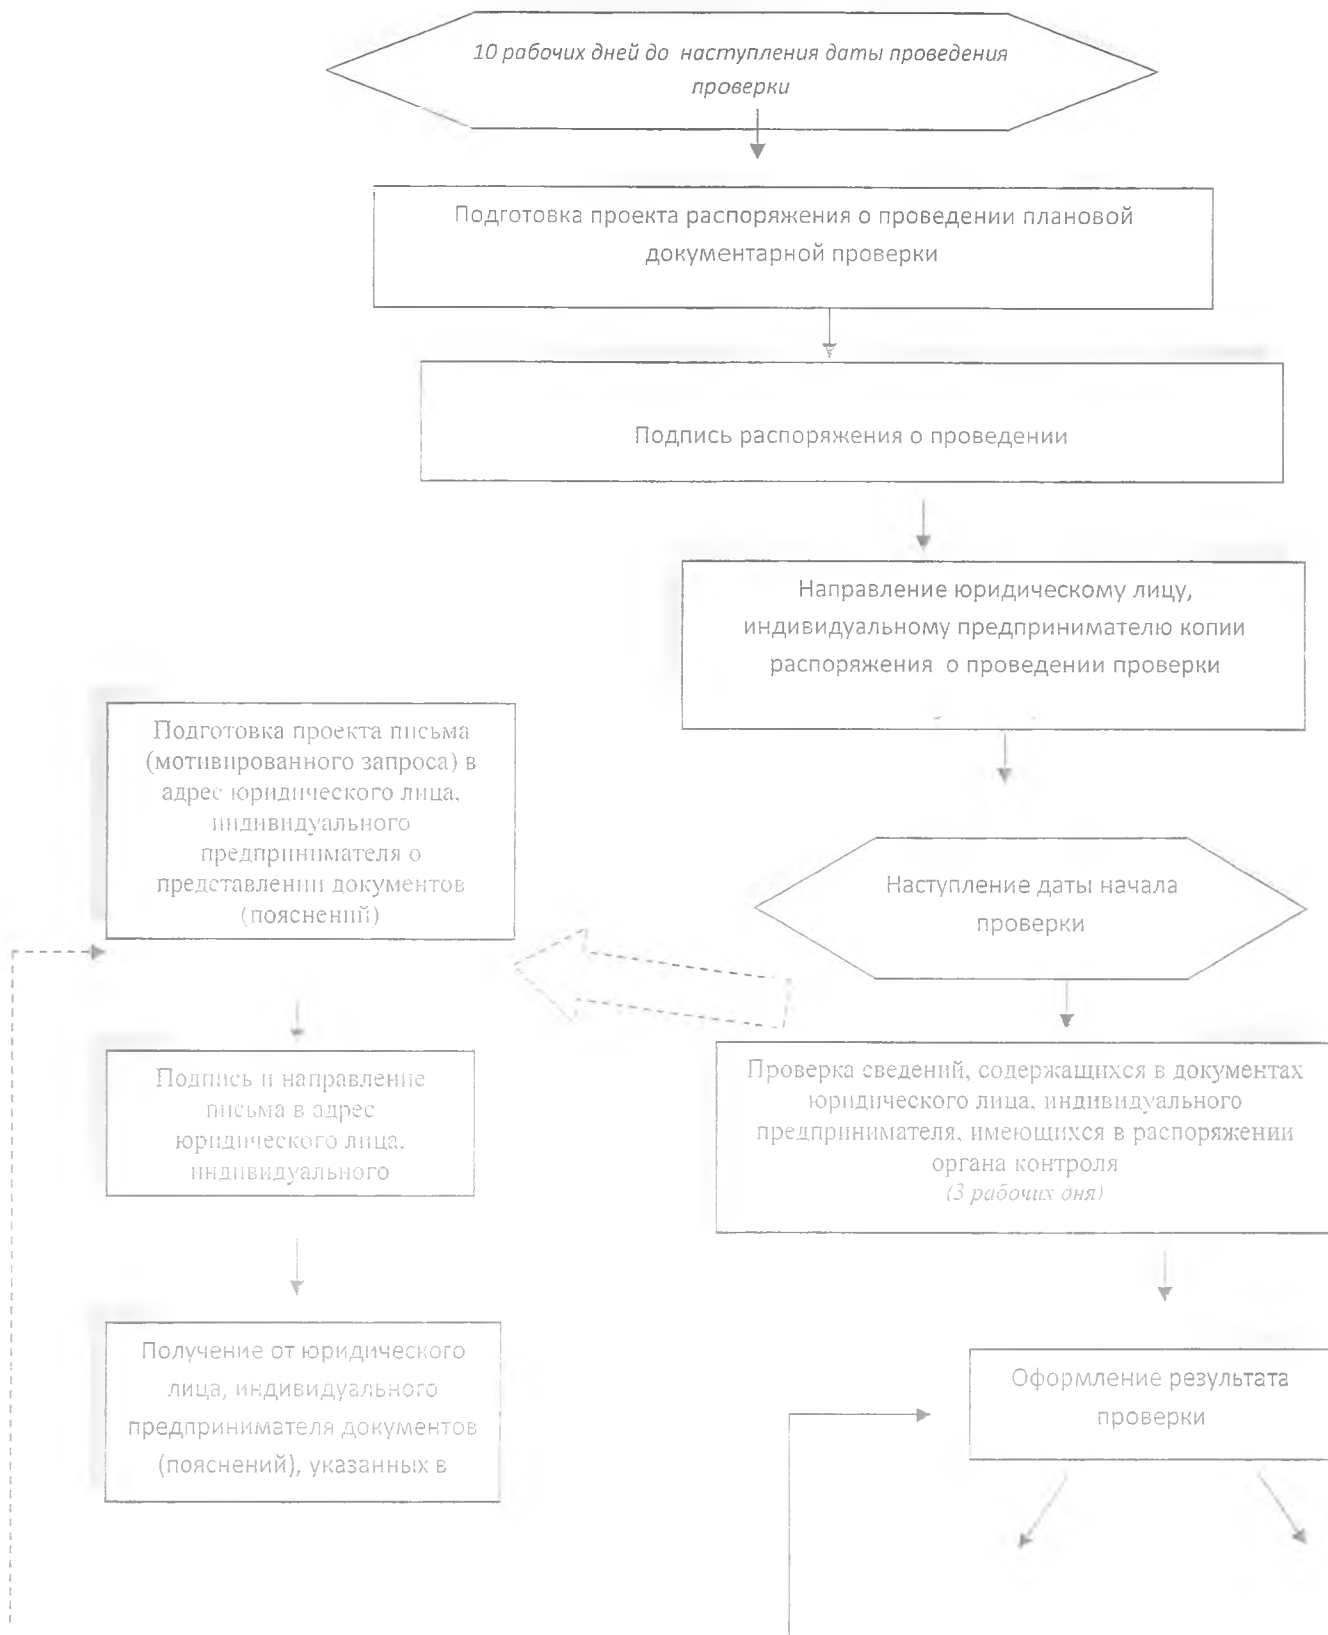 10 рабочих дней до наступления даты проведения
проверки
Подготовка проекта распоряжения о проведении плановой
документарной проверки
Подпись распоряжения о проведении
Направление юридическому лицу,
индивидуальному предпринимателю копии
распоряжения о проведении проверки
Подготовка проекта письма
(мотивированного запроса) в
адрес юридического лица,
индивидуального
предпринимателя о
представлении документов
(пояснений)
Наступление даты начала
проверки
Подпись и направление
письма в адрес
юридического лица,
индивидуального
Проверка сведений, содержащихся в документах
юридического лица, индивидуального
предпринимателя, имеющихся в распоряжении
органа контроля
(3 рабочих дня)
Получение от юридического
лица, индивидуального
предпринимателя документов
(пояснений), указанных в
Оформление результата
проверки